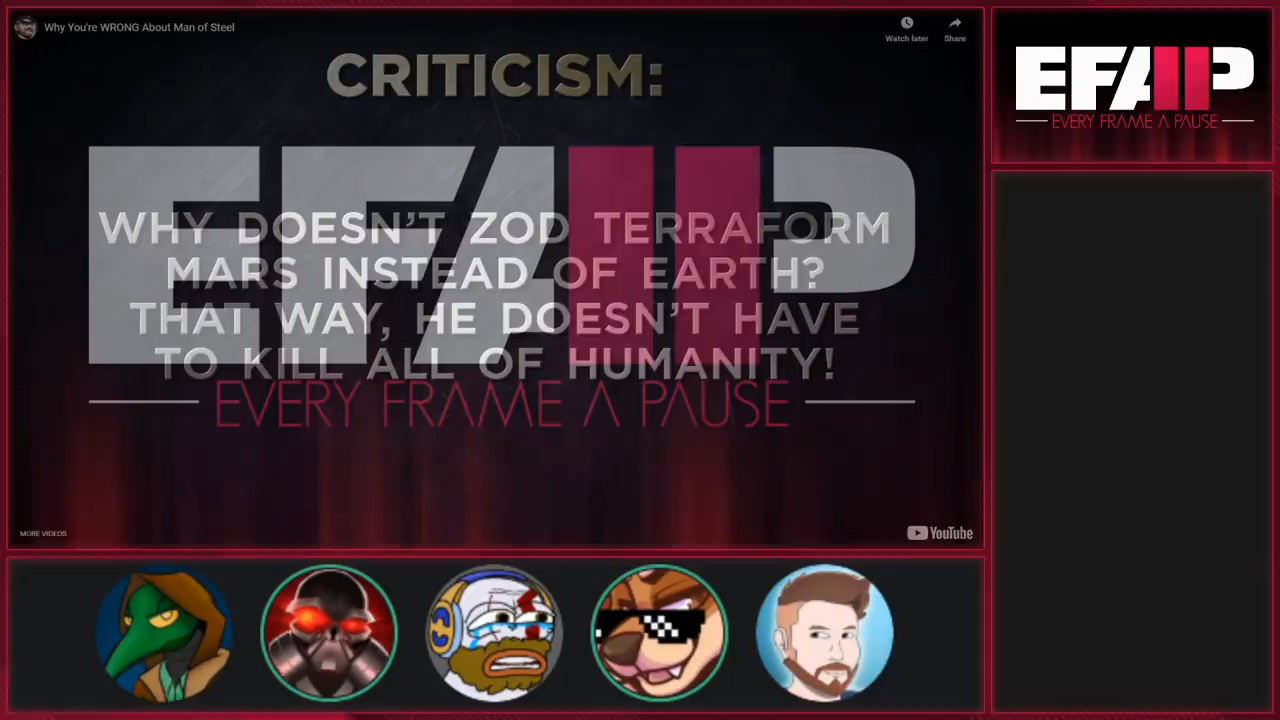 Why You're WRONG About Man of Steel
Watch later
Share
CRITICISM:
EFAP
WHY DOESN'T ZOD TERRAFORM
MARS INSTEAD OF EARTH?
THAT WAY, HE DOESN'T HAVE
TO KILL ALL OF HUMANITY!
EVERY FRAME A PAUSE
MORE VIDEOS
YouTube
EFAP
EVERY FRAME A PAUSE